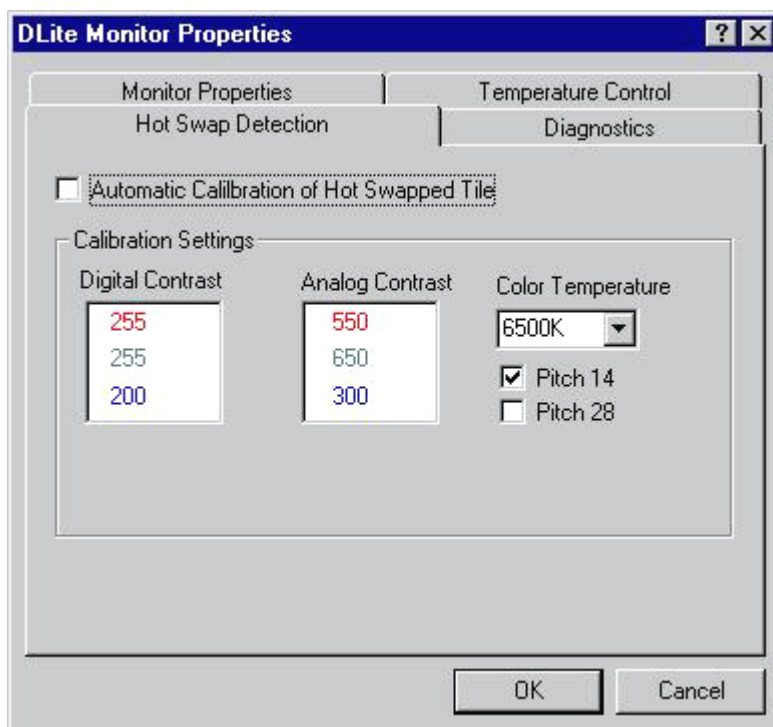 DLite Monitor Properties
Monitor Properties
Temperature Control
Hot Swap Detection
Diagnostics
Automatic Calilbration of Hot Swapped Tile
Calibration Settings
Digital Contrast
255
255
200
Analog Contrast
550
650
300
Color Temperature
6500K
Pitch 14
Pitch 28
OK
Cancel